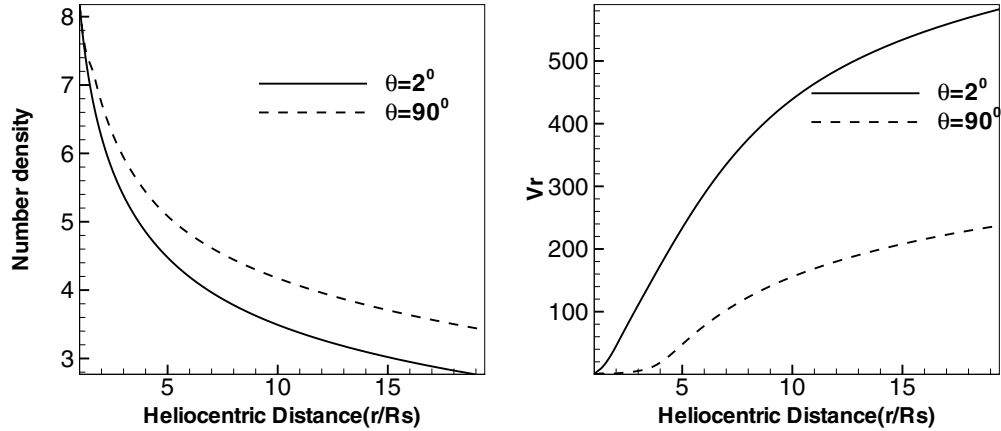 8
7
6
5
4
3
Number density
θ=2⁰
θ=90⁰
5
10
15
Heliocentric Distance(r/Rs)
500
400
300
200
100
Vr
θ=2⁰
θ=90⁰
5
10
15
Heliocentric Distance(r/Rs)